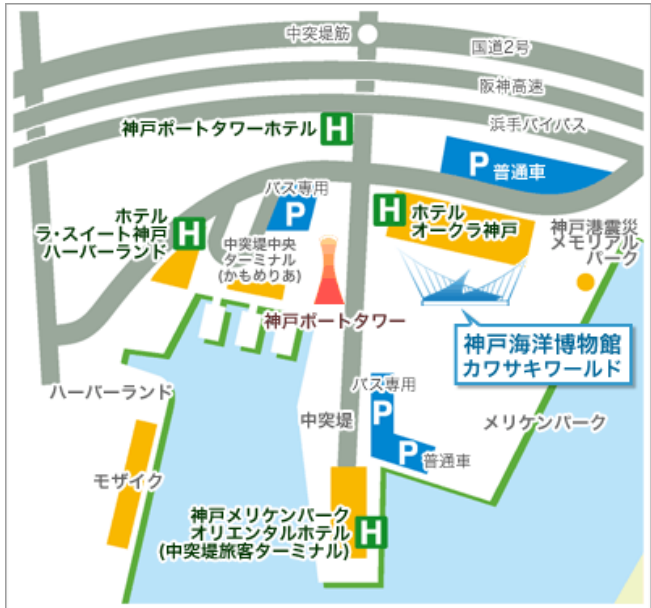 中突堤筋
国道2号
阪神高速
浜手バイパス
神戸ポートタワーホテル
H
P 普通車
バス専用
P
H
ホテル
オークラ神戸
ホテル
ラ・スイート神戸
ハーバーランド
H
中突堤中央
ターミナル
(かもめりあ)
神戸港震災
メモリアル
パーク
神戸ポートタワー
神戸海洋博物館
カワサキワールド
ハーバーランド
バス専用
P
中突堤
メリケンパーク
P 普通車
モザイク
神戸メリケンパーク
オリエンタルホテル
(中突堤旅客ターミナル)
H